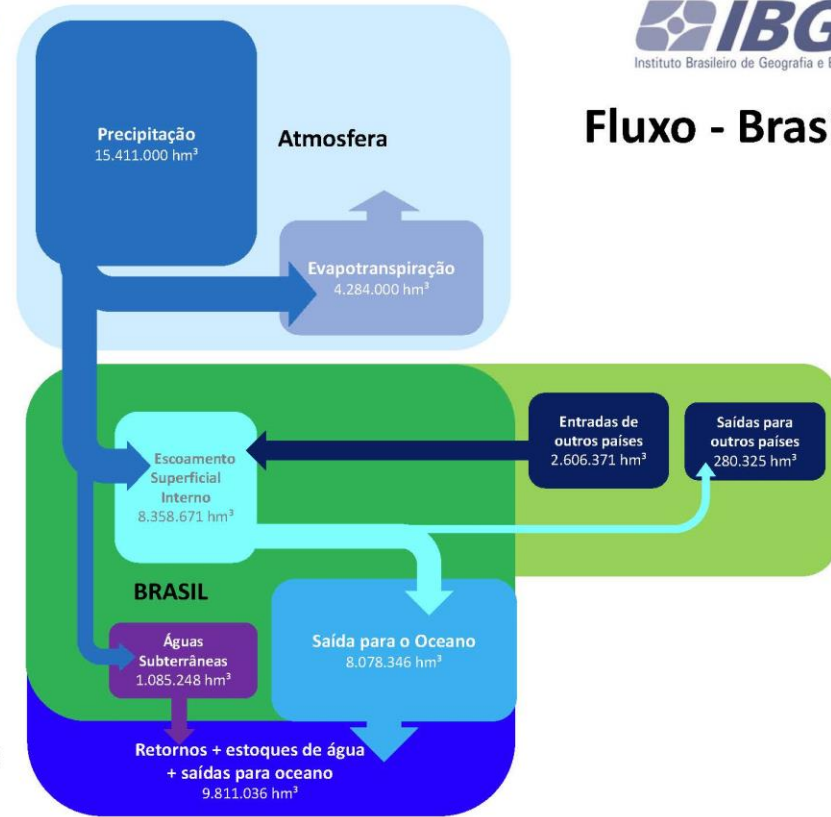 IBG
Instituto Brasileiro de Geografia e E
Fluxo - Bras
Precipitação
15.411.000 hm³
Atmosfera
Evapotranspiração
4.284.000 hm³
Entradas de
outros países
2.606.371 hm³
Saídas para
outros países
280.325 hm³
Escoamento
Superficial
Interno
8.358.671 hm³
BRASIL
Águas
Subterrâneas
1.085.248 hm³
Saída para o Oceano
8.078.346 hm³
Retornos + estoques de água
+ saídas para oceano
9.811.036 hm³